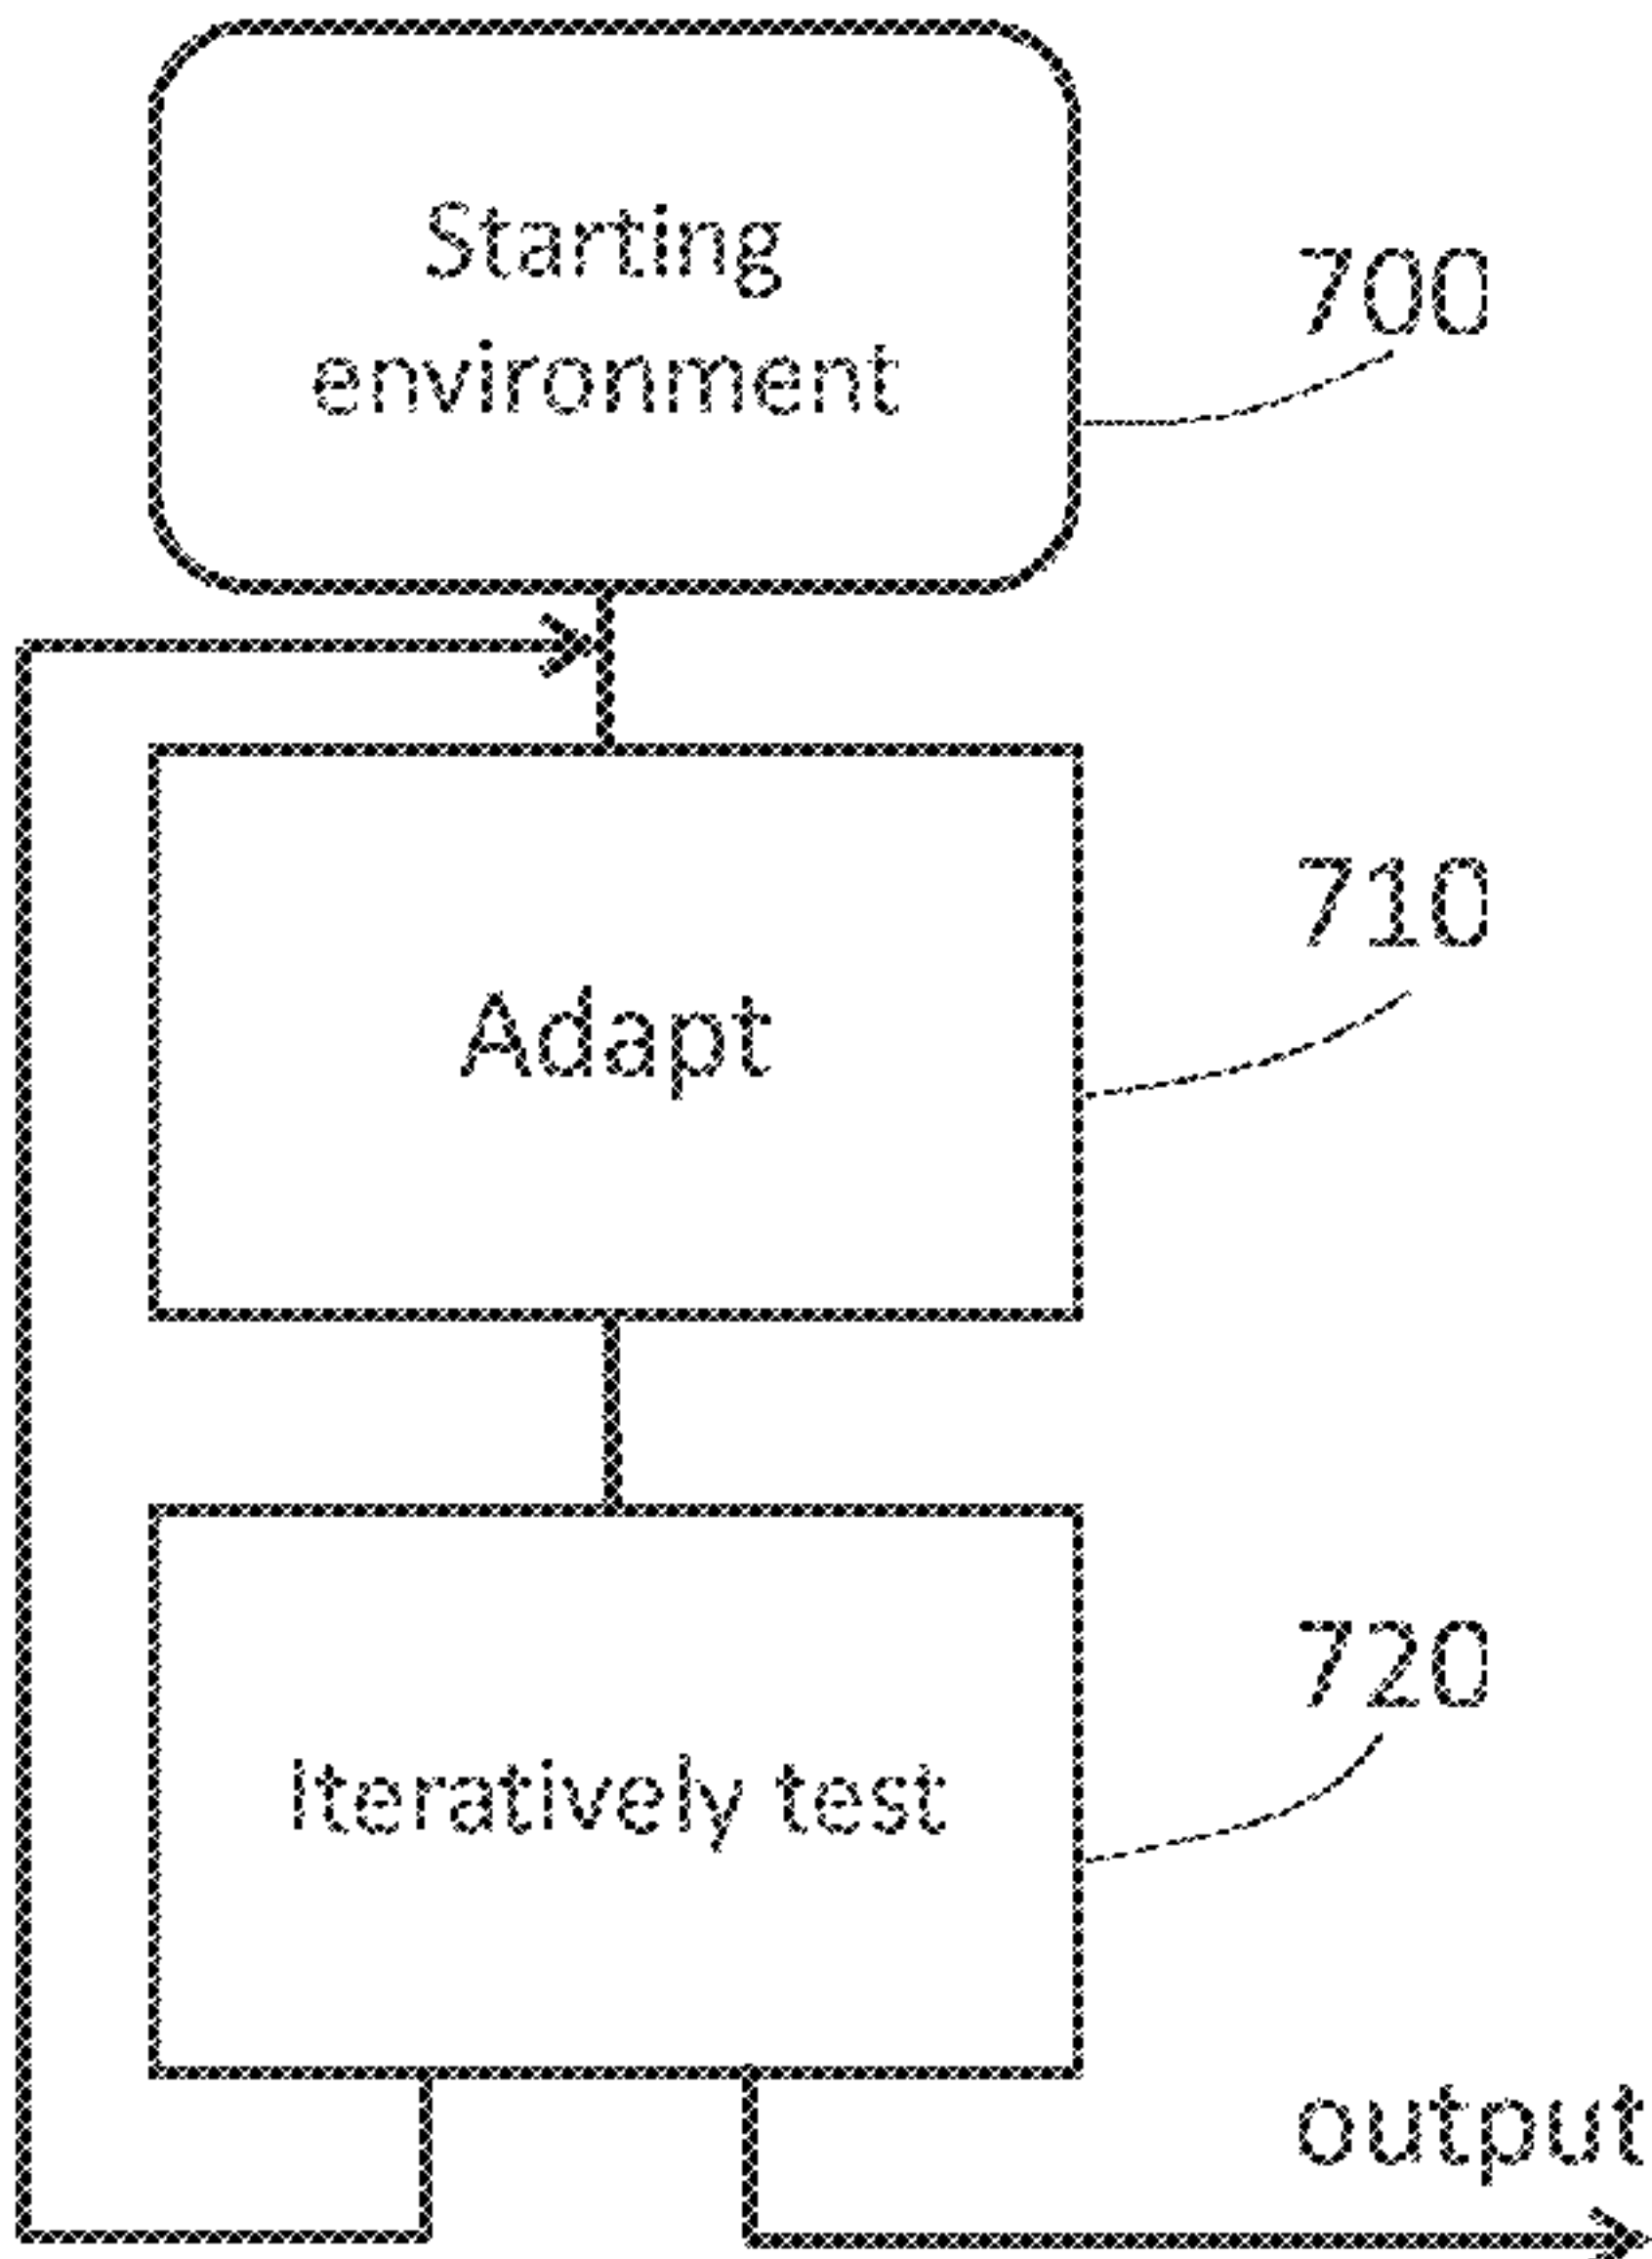 Starting
environment
700
710
Adapt
720
Iteratively test
output